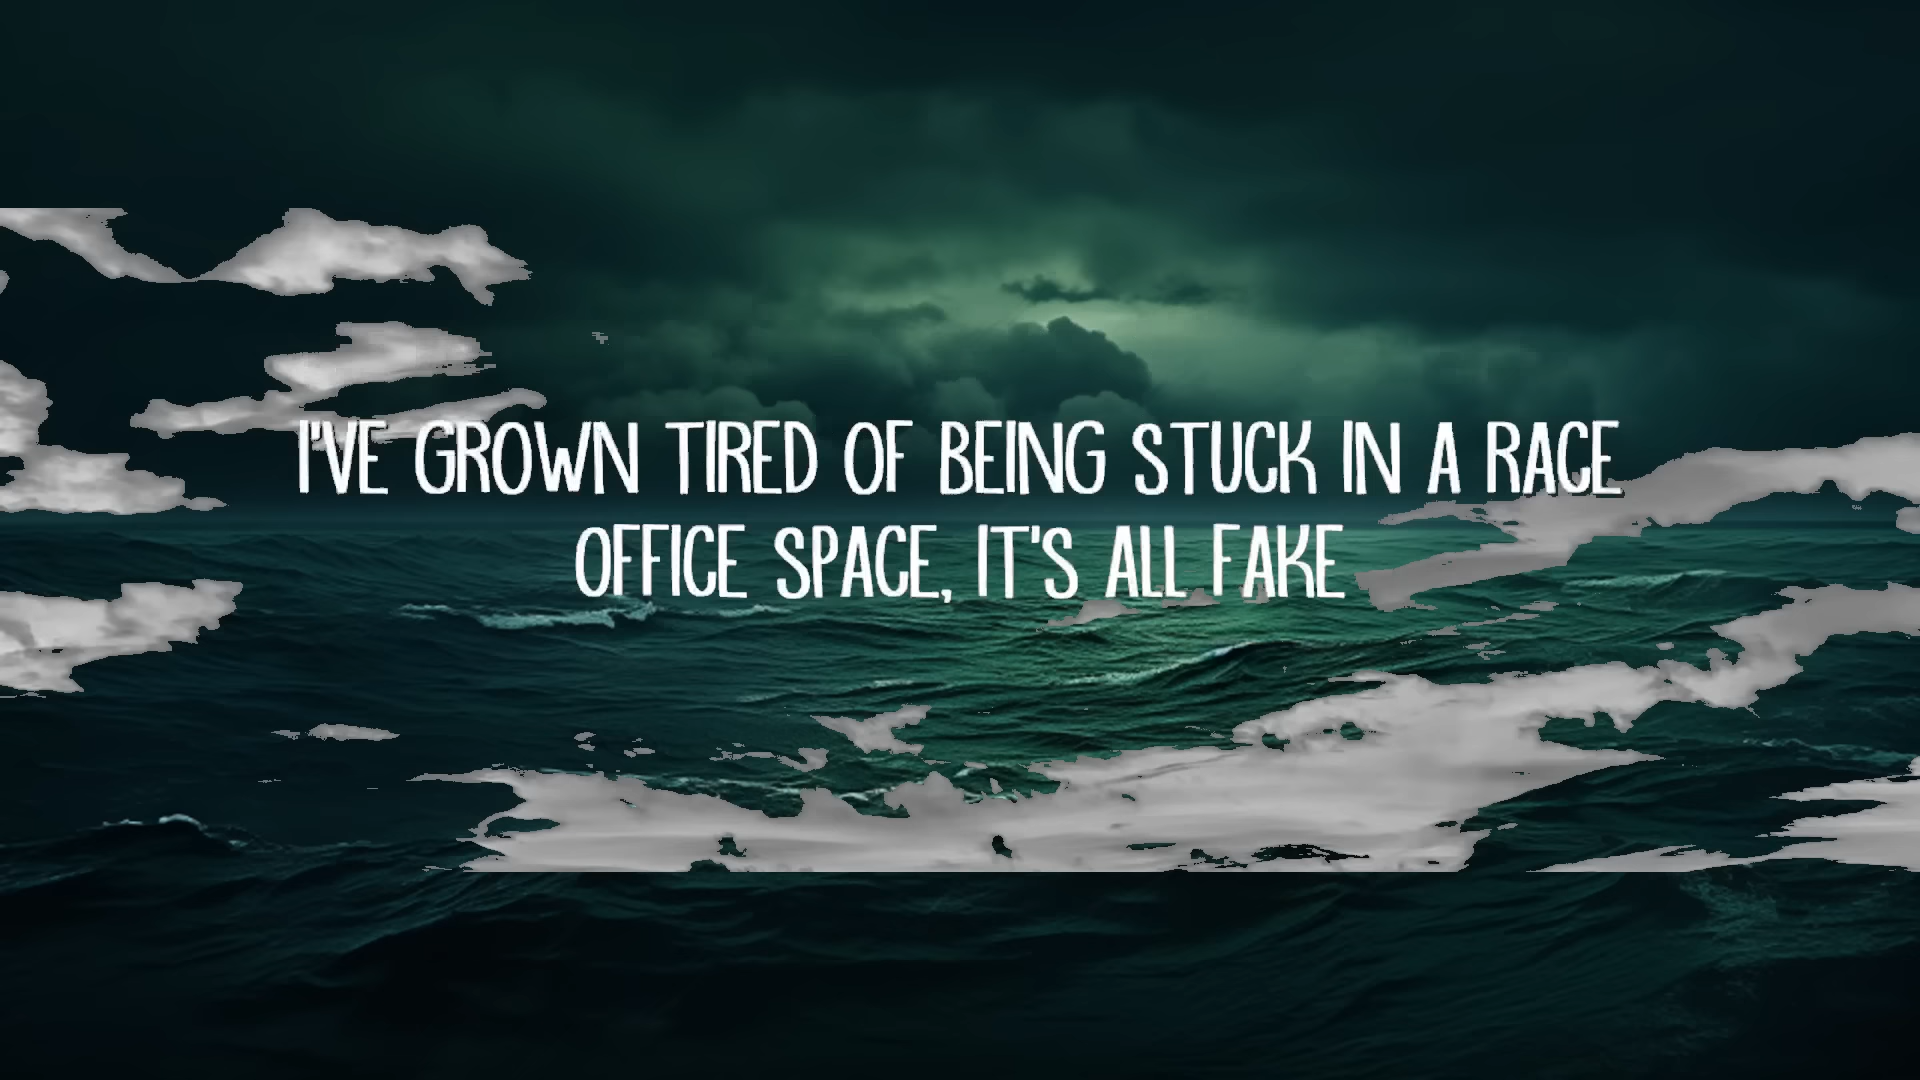 I'VE GROWN TIRED OF BEING STUCK IN A RACE
OFFICE SPACE, IT'S ALL FAKE